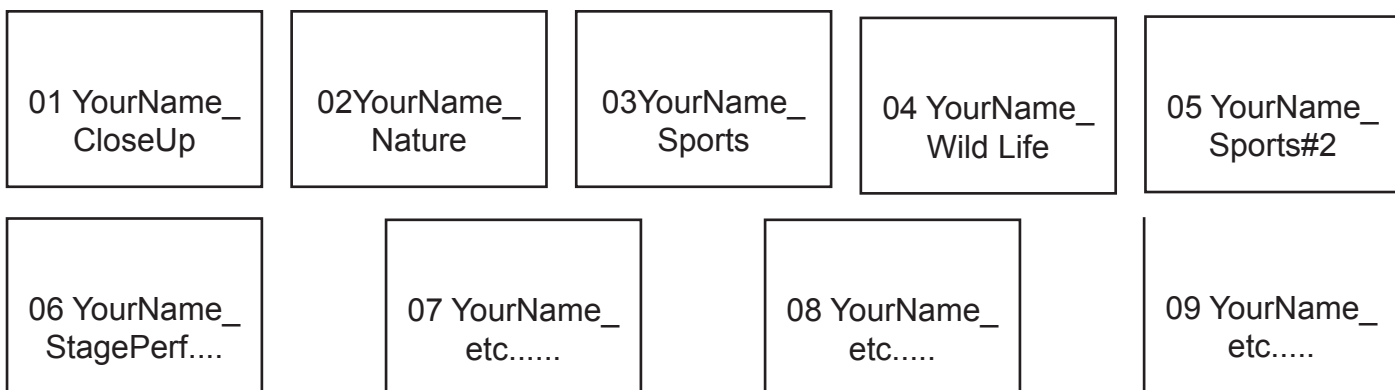 01 YourName_
CloseUp
02YourName_
Nature
03YourName_
Sports
04 YourName_
Wild Life
05 YourName_
Sports#2
06 YourName_
StagePerf....
07 YourName_
etc......
08 YourName_
etc.....
09 YourName_
etc.....